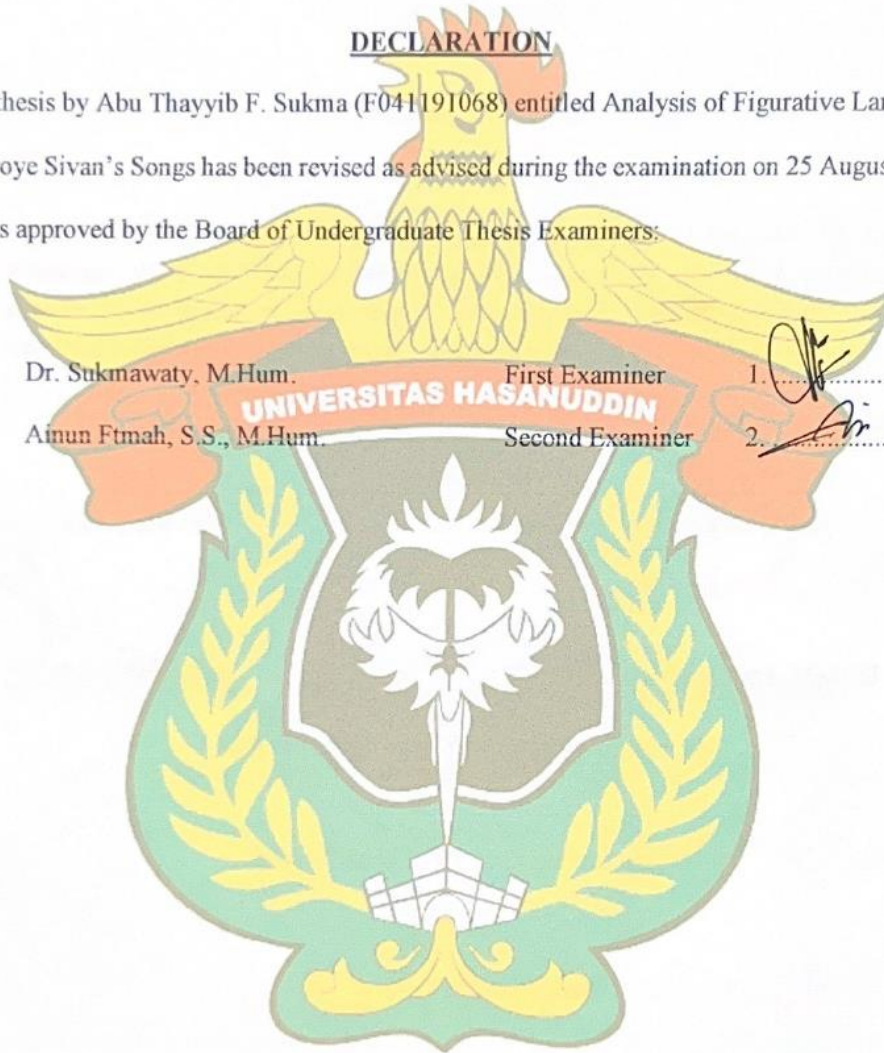 DECLARATION
hesis by Abu Thayyib F. Sukma (F041191068) entitled Analysis of Figurative Lan
oye Sivan's Songs has been revised as advised during the examination on 25 Augus
s approved by the Board of Undergraduate Thesis Examiners:
Dr. Sukmawaty, M.Hum. First Examiner 1.
UNIVERSITAS HASANUDDIN
Ainun Ftmah, S.S., M.Hum. Second Examiner 2.